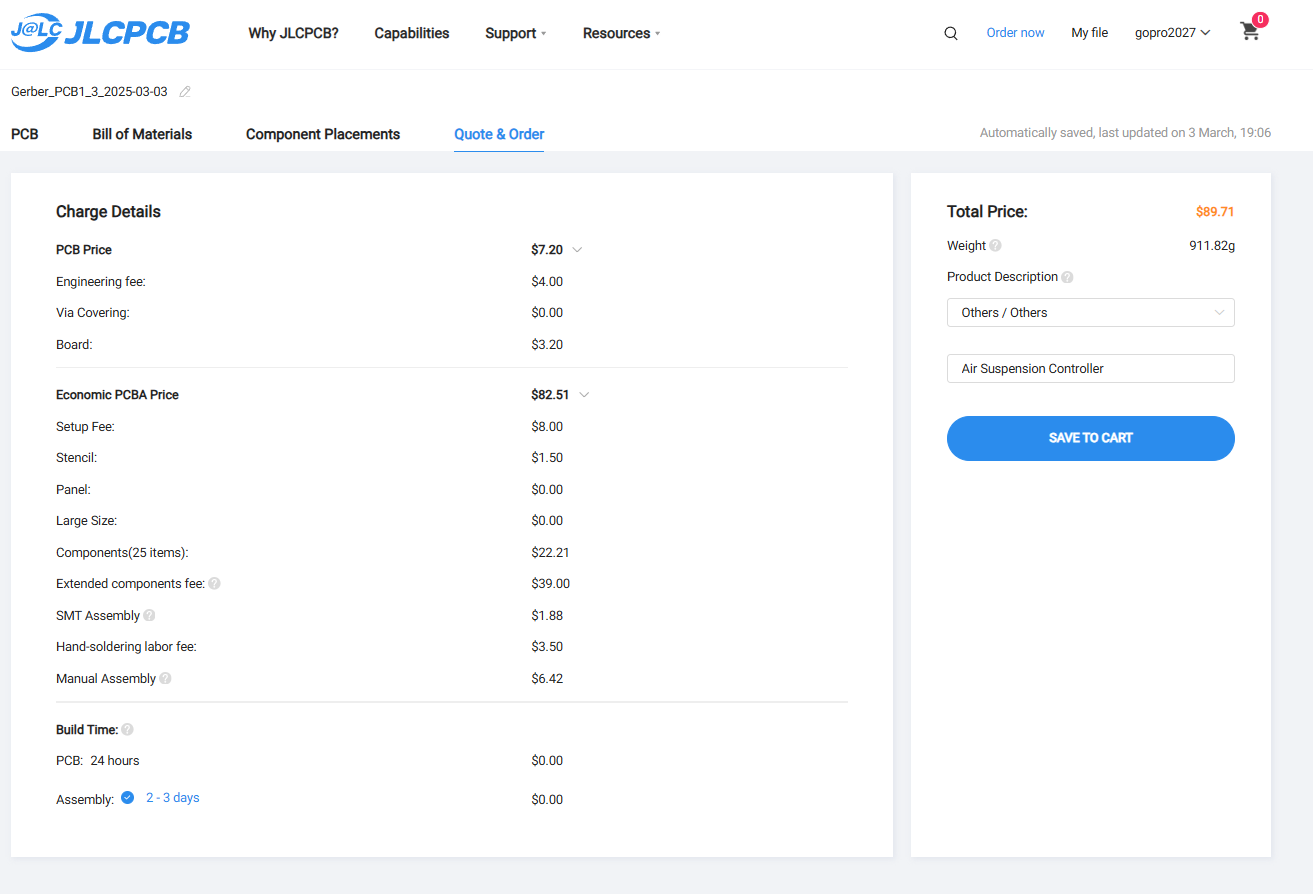 J@LC JLCPCB Why JLCPCB? Capabilities Support Resources Order now My file gopro2027 0
Gerber_PCB1_3_2025-03-03
PCB Bill of Materials Component Placements Quote & Order Automatically saved, last updated on 3 March, 19:06
Charge Details
PCB Price $7.20
Engineering fee: $4.00
Via Covering: $0.00
Board: $3.20
Economic PCBA Price $82.51
Setup Fee: $8.00
Stencil: $1.50
Panel: $0.00
Large Size: $0.00
Components(25 items): $22.21
Extended components fee: ? $39.00
SMT Assembly ? $1.88
Hand-soldering labor fee: $3.50
Manual Assembly ? $6.42
Build Time: ?
PCB: 24 hours $0.00
Assembly: 2 - 3 days $0.00
Total Price: $89.71
Weight ? 911.82g
Product Description ?
Others / Others
Air Suspension Controller
SAVE TO CART